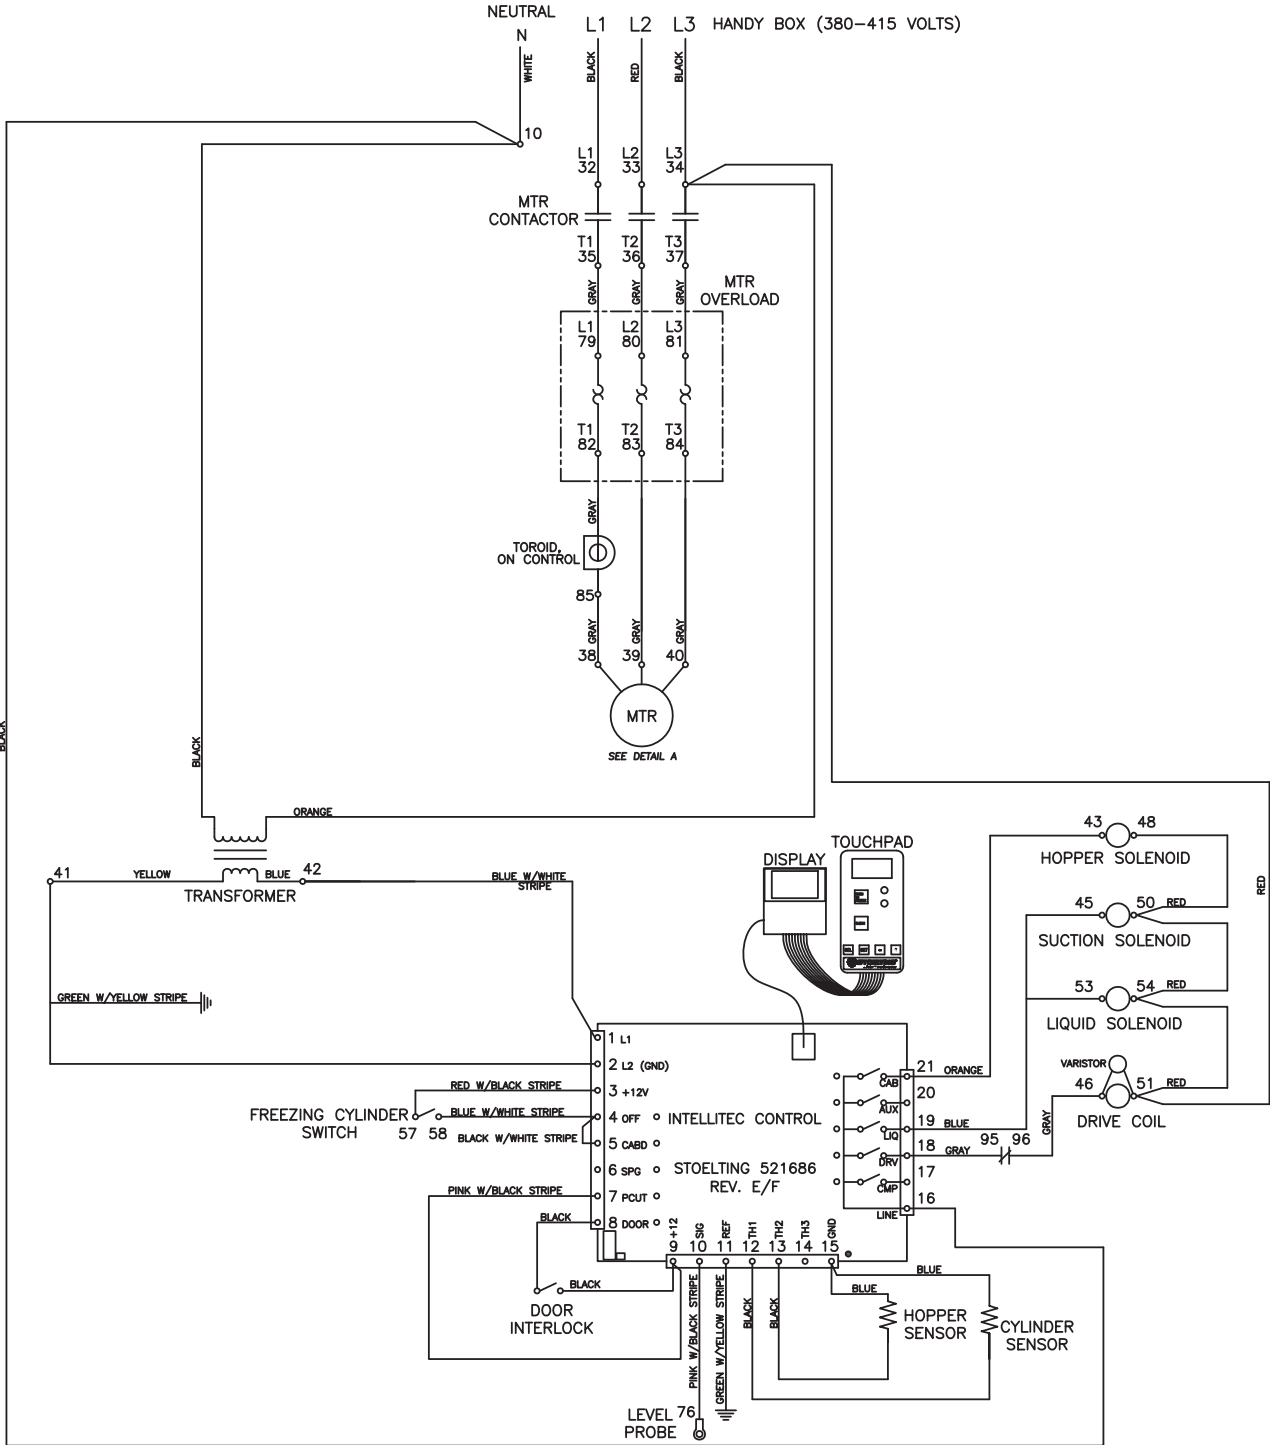 NEUTRAL
N
L1 L2 L3 HANDY BOX (380-415 VOLTS)
WHITE
BLACK
RED
BLACK
10
L1
32
L2
33
L3
34
MTR
CONTACTOR
T1
35
T2
36
T3
37
GRAY
GRAY
GRAY
MTR
OVERLOAD
L1
79
L2
80
L3
81
T1
82
T2
83
T3
84
GRAY
TOROID,
ON CONTROL
85
GRAY
GRAY
GRAY
38
39
40
MTR
SEE DETAIL A
BLACK
BLACK
ORANGE
41
YELLOW
BLUE
42
TRANSFORMER
BLUE W/WHITE
STRIPE
GREEN W/YELLOW STRIPE
DISPLAY
TOUCHPAD
43
48
HOPPER SOLENOID
RED
45
50
RED
SUCTION SOLENOID
53
54
RED
LIQUID SOLENOID
VARISTOR
46
51
RED
DRIVE COIL
GRAY
1 L1
2 L2 (GND)
RED W/BLACK STRIPE
3 +12V
FREEZING CYLINDER
SWITCH
57
58
BLUE W/WHITE STRIPE
4 OFF
BLACK W/WHITE STRIPE
5 CABD
6 SPG
PINK W/BLACK STRIPE
7 PCUT
BLACK
8 DOOR
INTELLITEC CONTROL
STOELTING 521686
REV. E/F
CAB
21
ORANGE
AUX
20
LIQ
19
BLUE
DRV
18
GRAY
95
96
CMP
17
LINE
16
+12
9
SIG
10
REF
11
TH1
12
TH2
13
TH3
14
GND
15
BLACK
DOOR
INTERLOCK
PINK W/BLACK STRIPE
GREEN W/YELLOW STRIPE
BLACK
BLACK
BLUE
BLUE
HOPPER
SENSOR
CYLINDER
SENSOR
LEVEL
PROBE
76